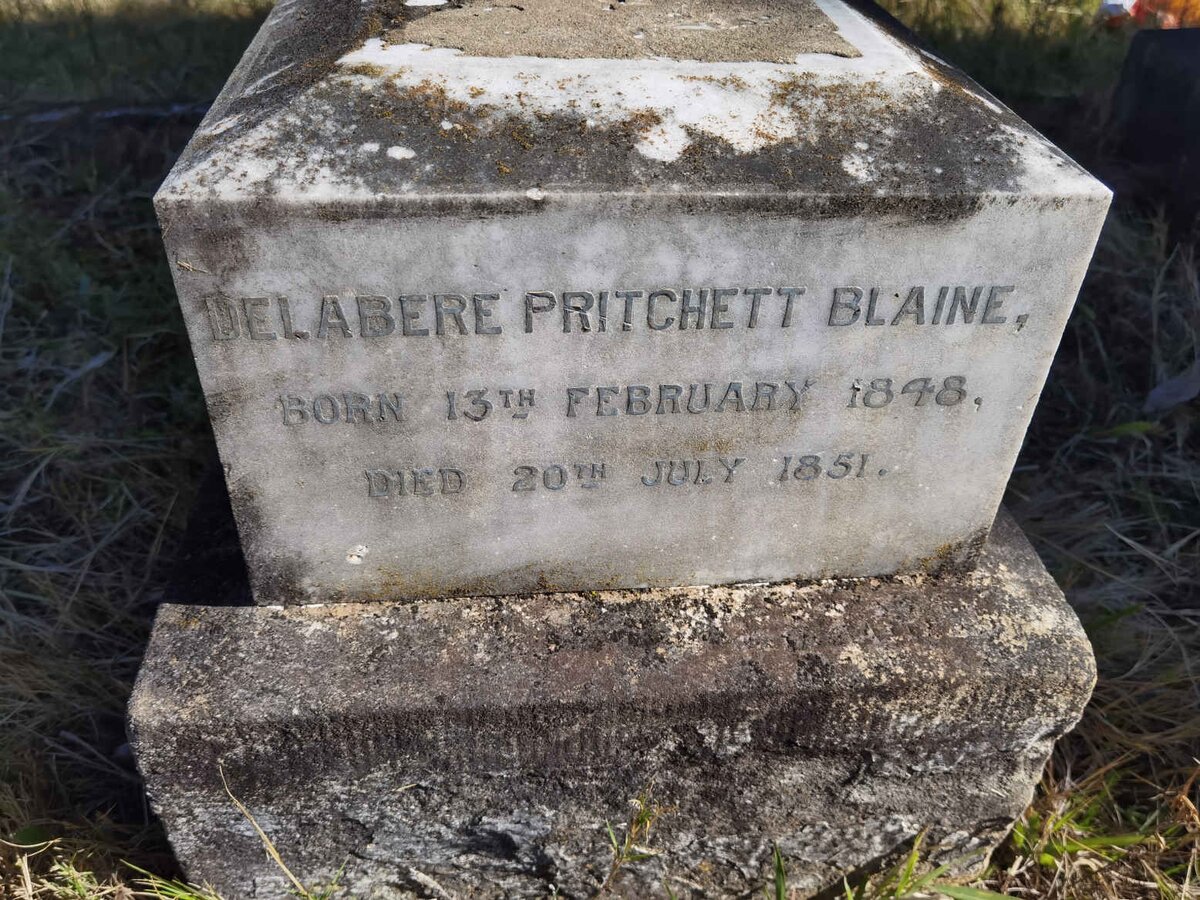 DELABERE PRITCHETT BLAINE,
BORN 13TH FEBRUARY 1848,
DIED 20TH JULY 1851.